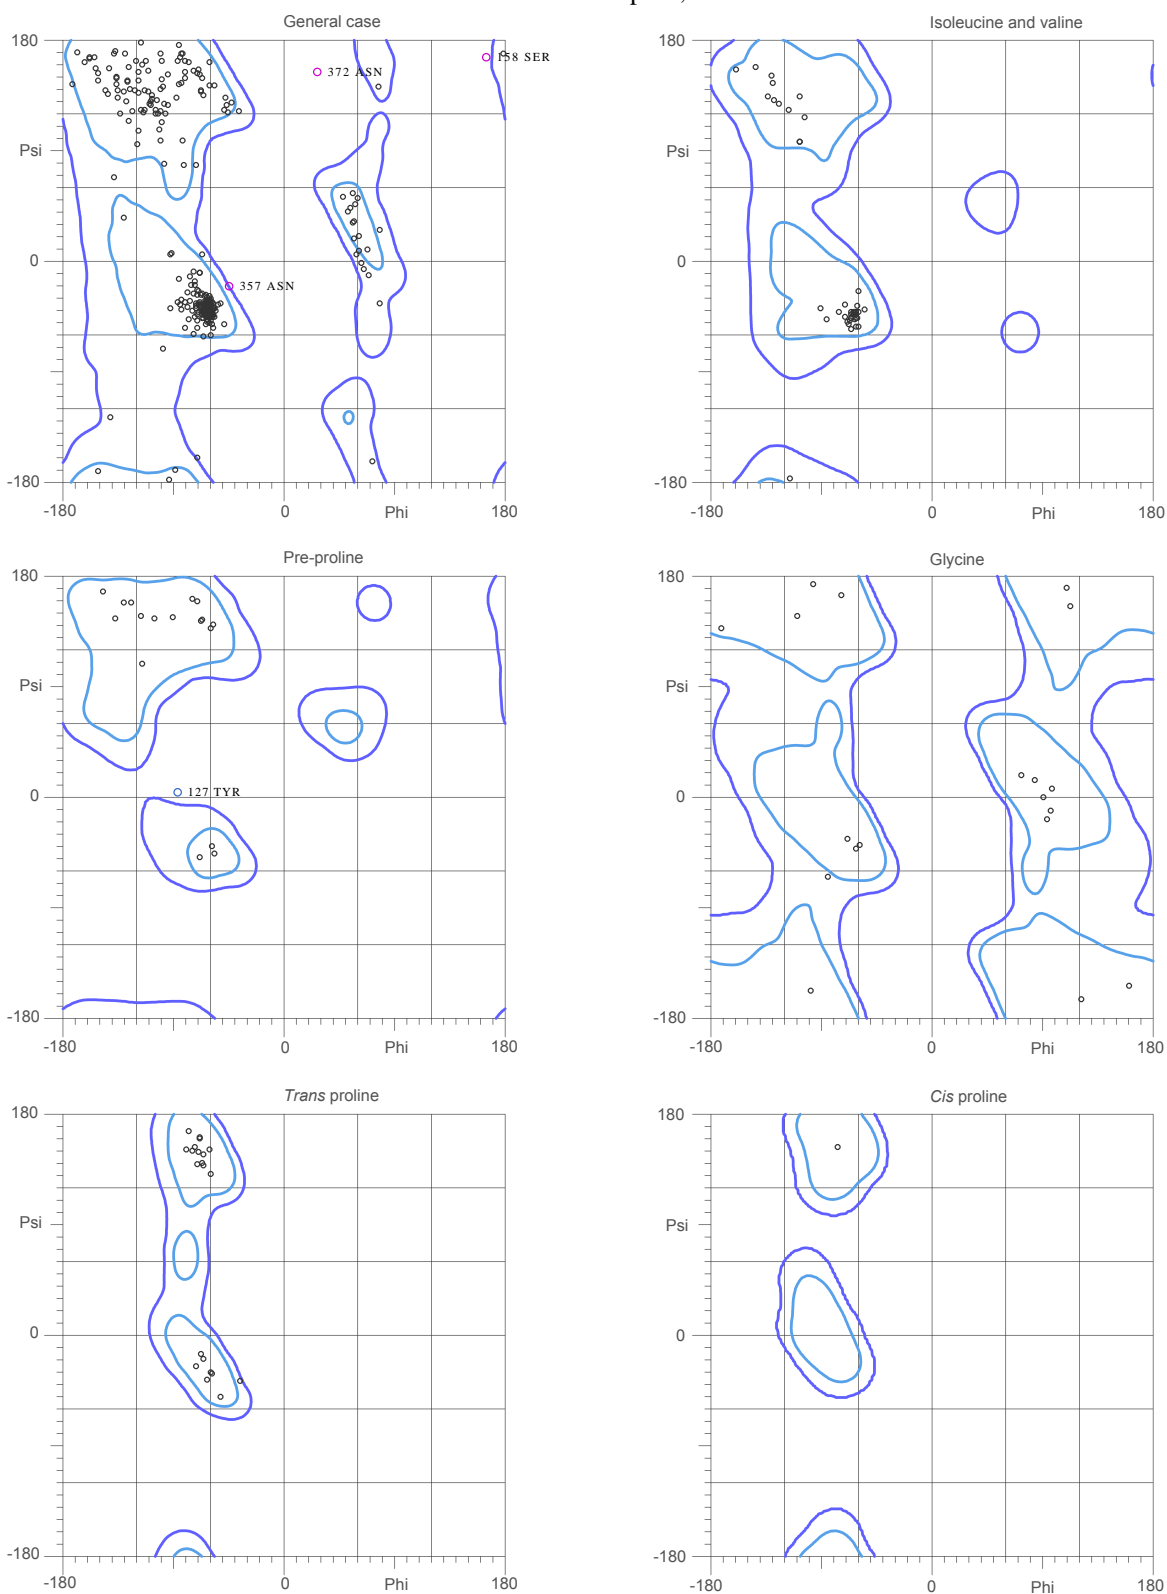 General case
Isoleucine and valine
180
372 ASN
158 SER
180
Psi
Psi
0
357 ASN
0
-180
-180
-180
0
Phi
180
-180
0
Phi
180
Pre-proline
Glycine
180
180
Psi
Psi
0
127 TYR
0
-180
-180
-180
0
Phi
180
-180
0
Phi
180
Trans proline
Cis proline
180
180
Psi
Psi
0
0
-180
-180
-180
0
Phi
180
-180
0
Phi
180